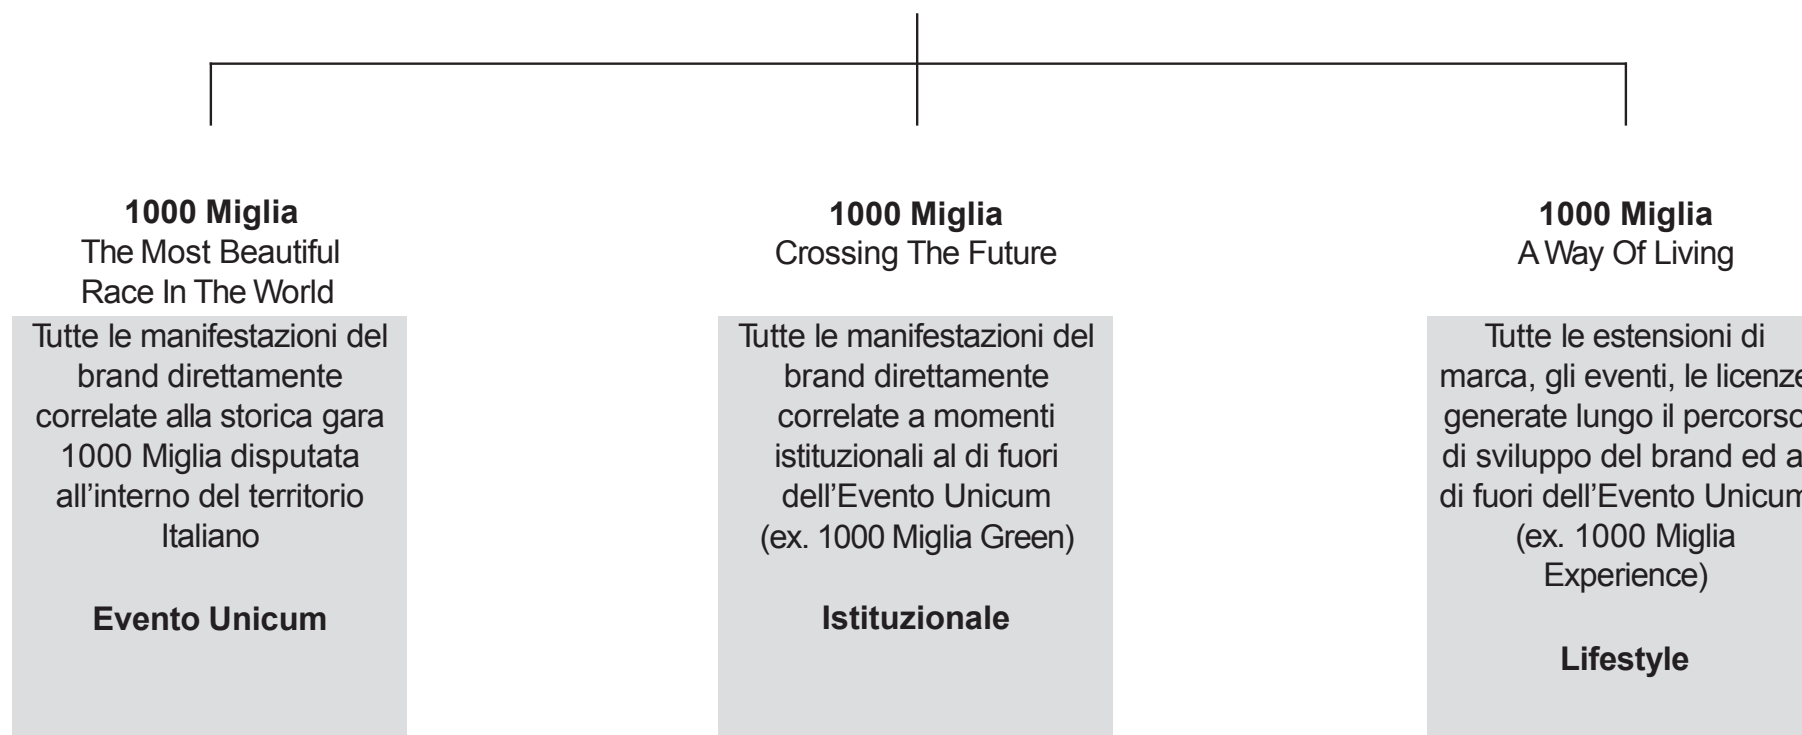 1000 Miglia
The Most Beautiful
Race In The World
Tutte le manifestazioni del
brand direttamente
correlate alla storica gara
1000 Miglia disputata
all’interno del territorio
Italiano
Evento Unicum
1000 Miglia
Crossing The Future
Tutte le manifestazioni del
brand direttamente
correlate a momenti
istituzionali al di fuori
dell’Evento Unicum
(ex. 1000 Miglia Green)
Istituzionale
1000 Miglia
A Way Of Living
Tutte le estensioni di
marca, gli eventi, le licenze
generate lungo il percorso
di sviluppo del brand ed a
di fuori dell’Evento Unicum
(ex. 1000 Miglia
Experience)
Lifestyle